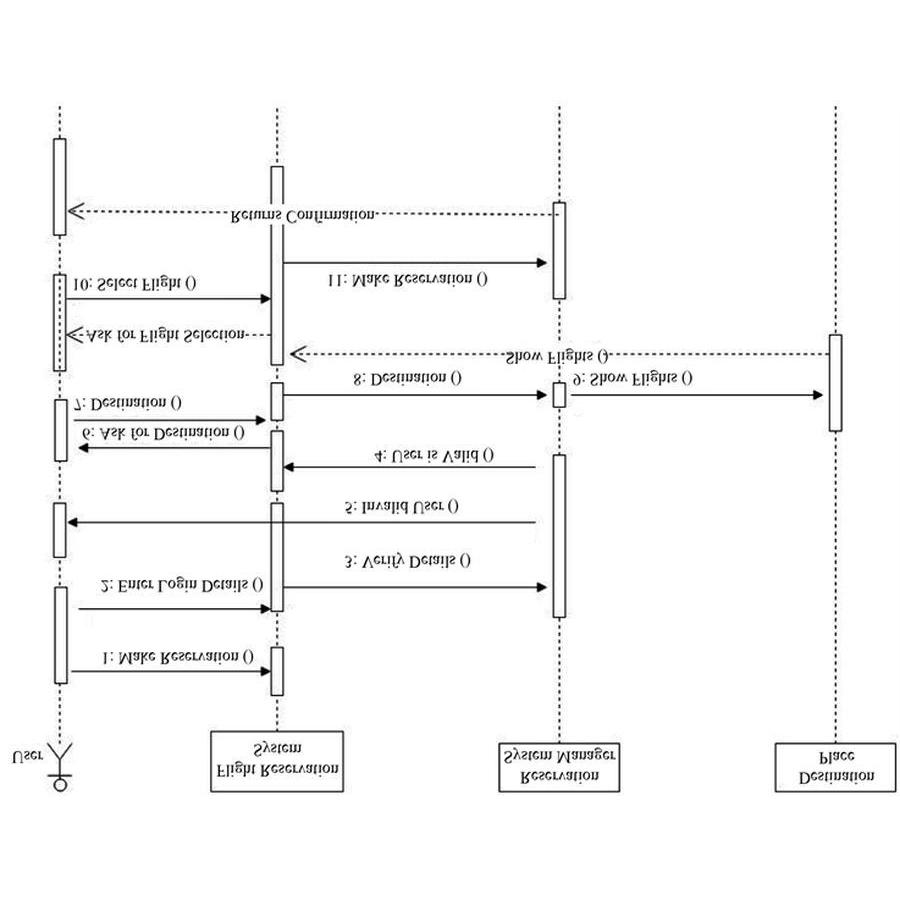 User
Flight Reservation
System
Reservation
System Manager
Destination
Place
1: Make Reservation ()
2: Enter Login Details ()
3: Verify Details ()
5: Invalid User ()
4: User is Valid ()
6: Ask for Destination ()
7: Destination ()
8: Destination ()
9: Show Flights ()
Show Flights ()
Ask for Flight Selection
10: Select Flight ()
11: Make Reservation ()
Returns Confirmation